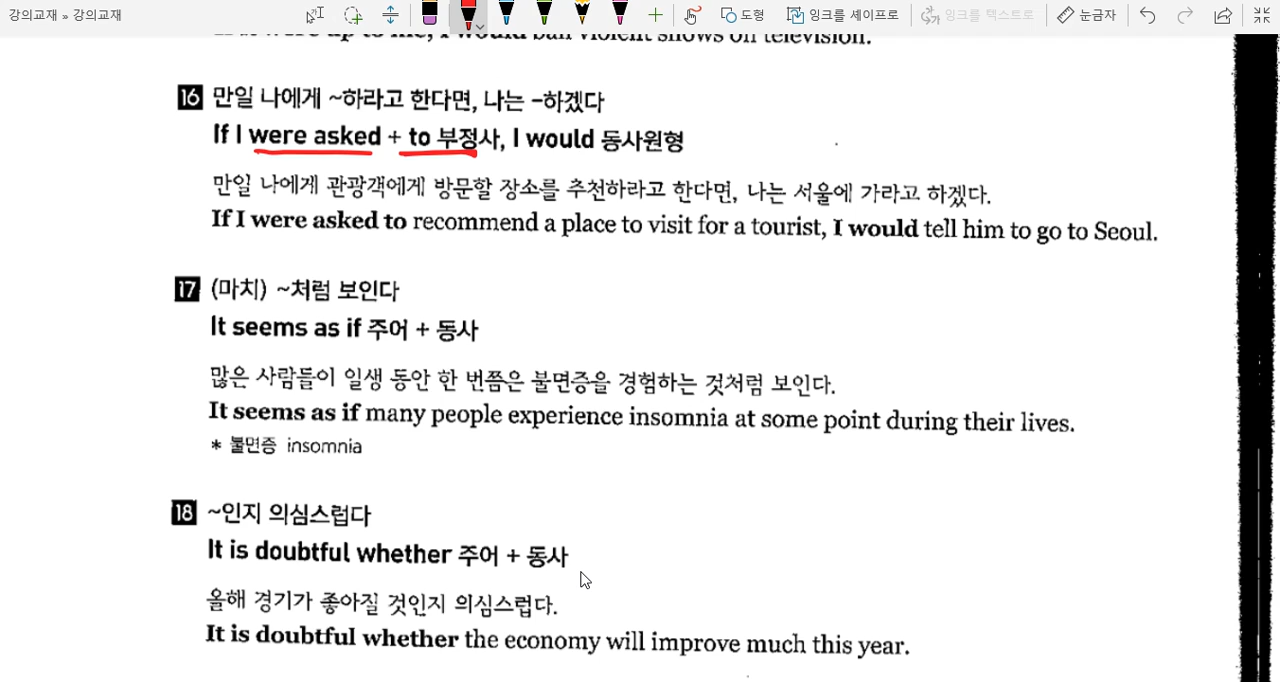 강의교재 » 강의교재 도형 잉크를 셰이프로 잉크를 텍스트로 눈금자
would ban violent shows on television.
16 만일 나에게 ~하라고 한다면, 나는 -하겠다
If I were asked + to 부정사, I would 동사원형
만일 나에게 관광객에게 방문할 장소를 추천하라고 한다면, 나는 서울에 가라고 하겠다.
If I were asked to recommend a place to visit for a tourist, I would tell him to go to Seoul.
17 (마치) ~처럼 보인다
It seems as if 주어 + 동사
많은 사람들이 일생 동안 한 번쯤은 불면증을 경험하는 것처럼 보인다.
It seems as if many people experience insomnia at some point during their lives.
* 불면증 insomnia
18 ~인지 의심스럽다
It is doubtful whether 주어 + 동사
올해 경기가 좋아질 것인지 의심스럽다.
It is doubtful whether the economy will improve much this year.